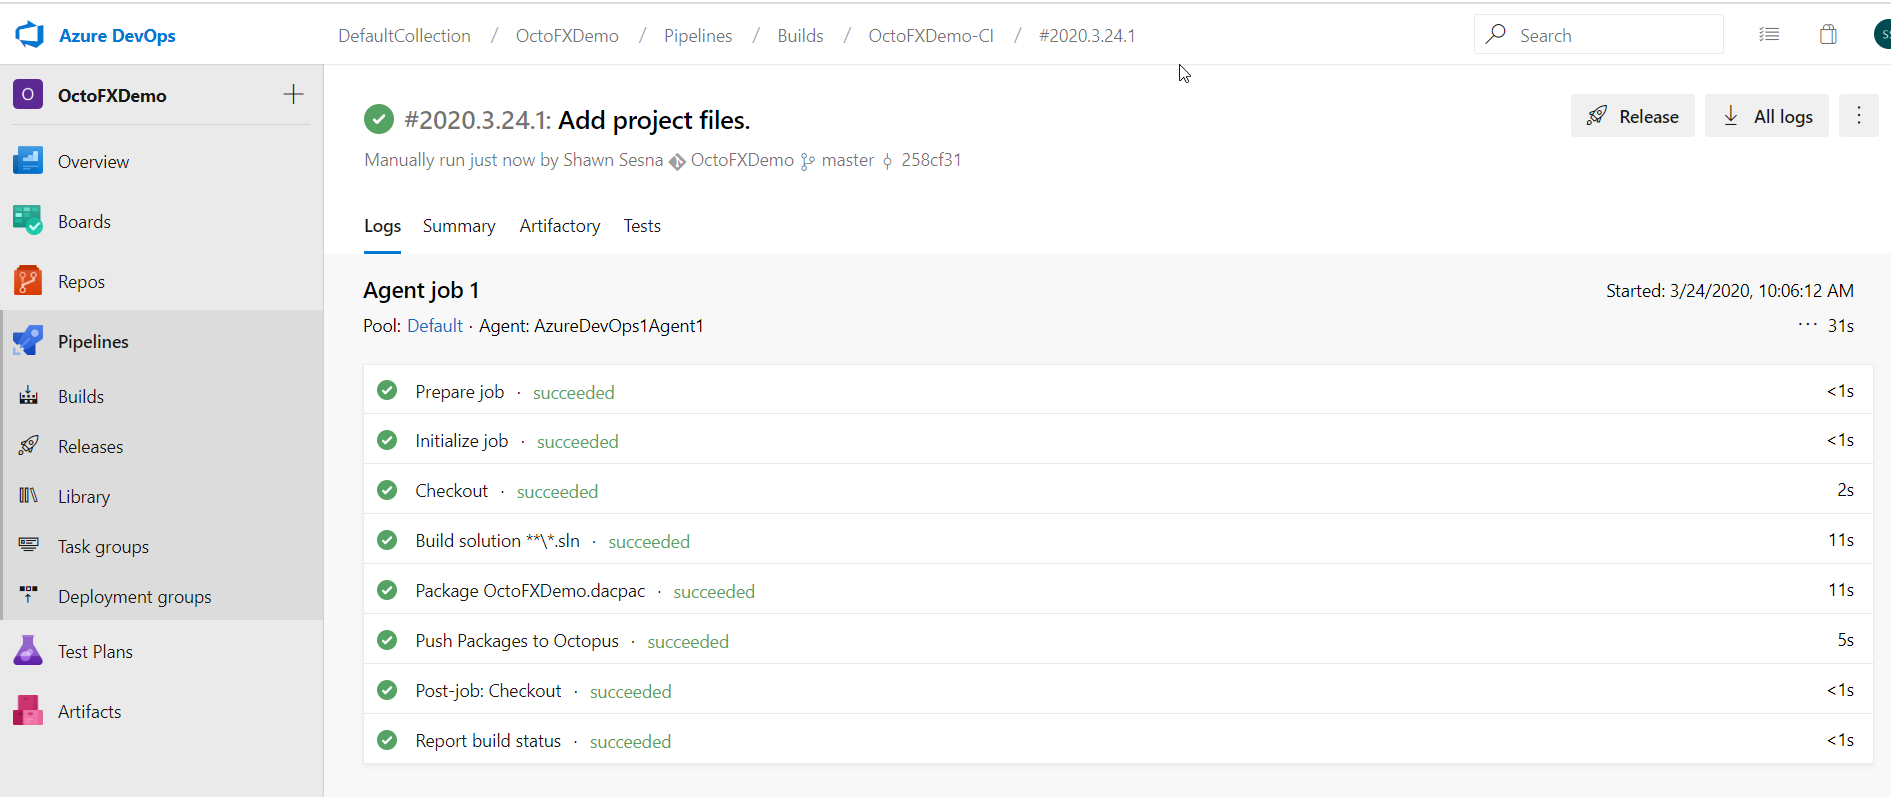 Azure DevOps
DefaultCollection / OctoFXDemo / Pipelines / Builds / OctoFXDemo-CI / #2020.3.24.1
Search
O OctoFXDemo
Overview
Boards
Repos
Pipelines
Builds
Releases
Library
Task groups
Deployment groups
Test Plans
Artifacts
#2020.3.24.1: Add project files.
Manually run just now by Shawn Sesna OctoFXDemo master 258cf31
Release
All logs
Logs Summary Artifactory Tests
Agent job 1
Started: 3/24/2020, 10:06:12 AM
Pool: Default · Agent: AzureDevOps1Agent1
··· 31s
Prepare job · succeeded <1s
Initialize job · succeeded <1s
Checkout · succeeded 2s
Build solution **\*.sln · succeeded 11s
Package OctoFXDemo.dacpac · succeeded 11s
Push Packages to Octopus · succeeded 5s
Post-job: Checkout · succeeded <1s
Report build status · succeeded <1s